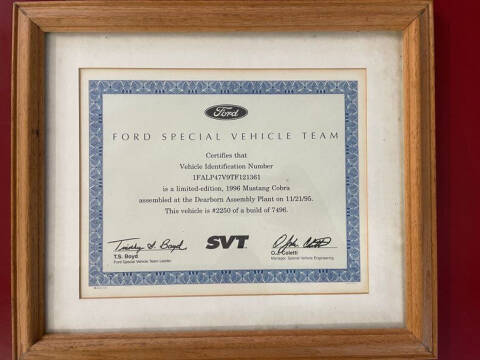 Ford
FORD SPECIAL VEHICLE TEAM
Certifies that
Vehicle Identification Number
1FALP47V9TF121361
is a limited-edition, 1996 Mustang Cobra
assembled at the Dearborn Assembly Plant on 11/21/95.
This vehicle is #2250 of a build of 7496.
SVT
T.S. Boyd
Ford Special Vehicle Team Leader
O.J. Coletti
Manager, Special Vehicle Engineering